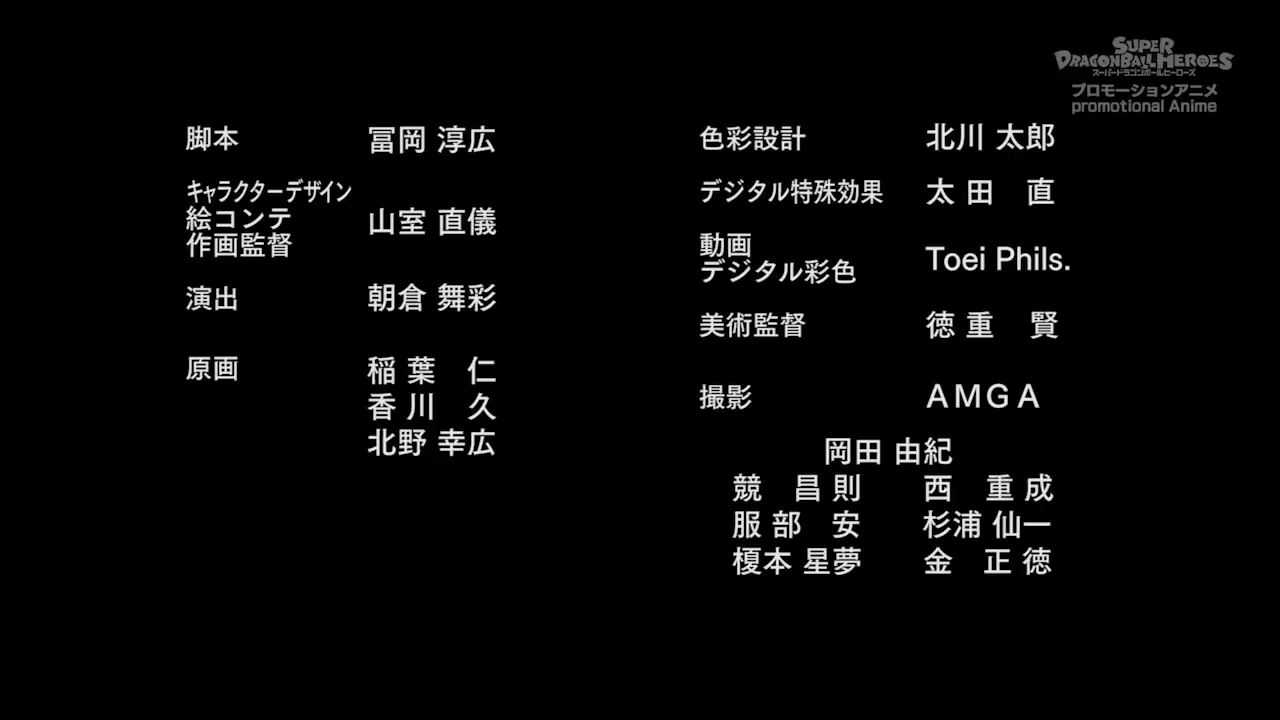 SUPER
DRAGONBALL HEROES
スーパードラゴンボールヒーローズ
プロモーションアニメ
promotional Anime
脚本 冨岡 淳広
キャラクターデザイン
絵コンテ
作画監督
山室 直儀
演出 朝倉 舞彩
原画 稲葉 仁
香川 久
北野 幸広
色彩設計 北川 太郎
デジタル特殊効果 太田 直
動画
デジタル彩色
Toei Phils.
美術監督 徳重 賢
撮影 AMGA
岡田 由紀
競 昌則 西 重成
服部 安 杉浦 仙一
榎本 星夢 金 正徳